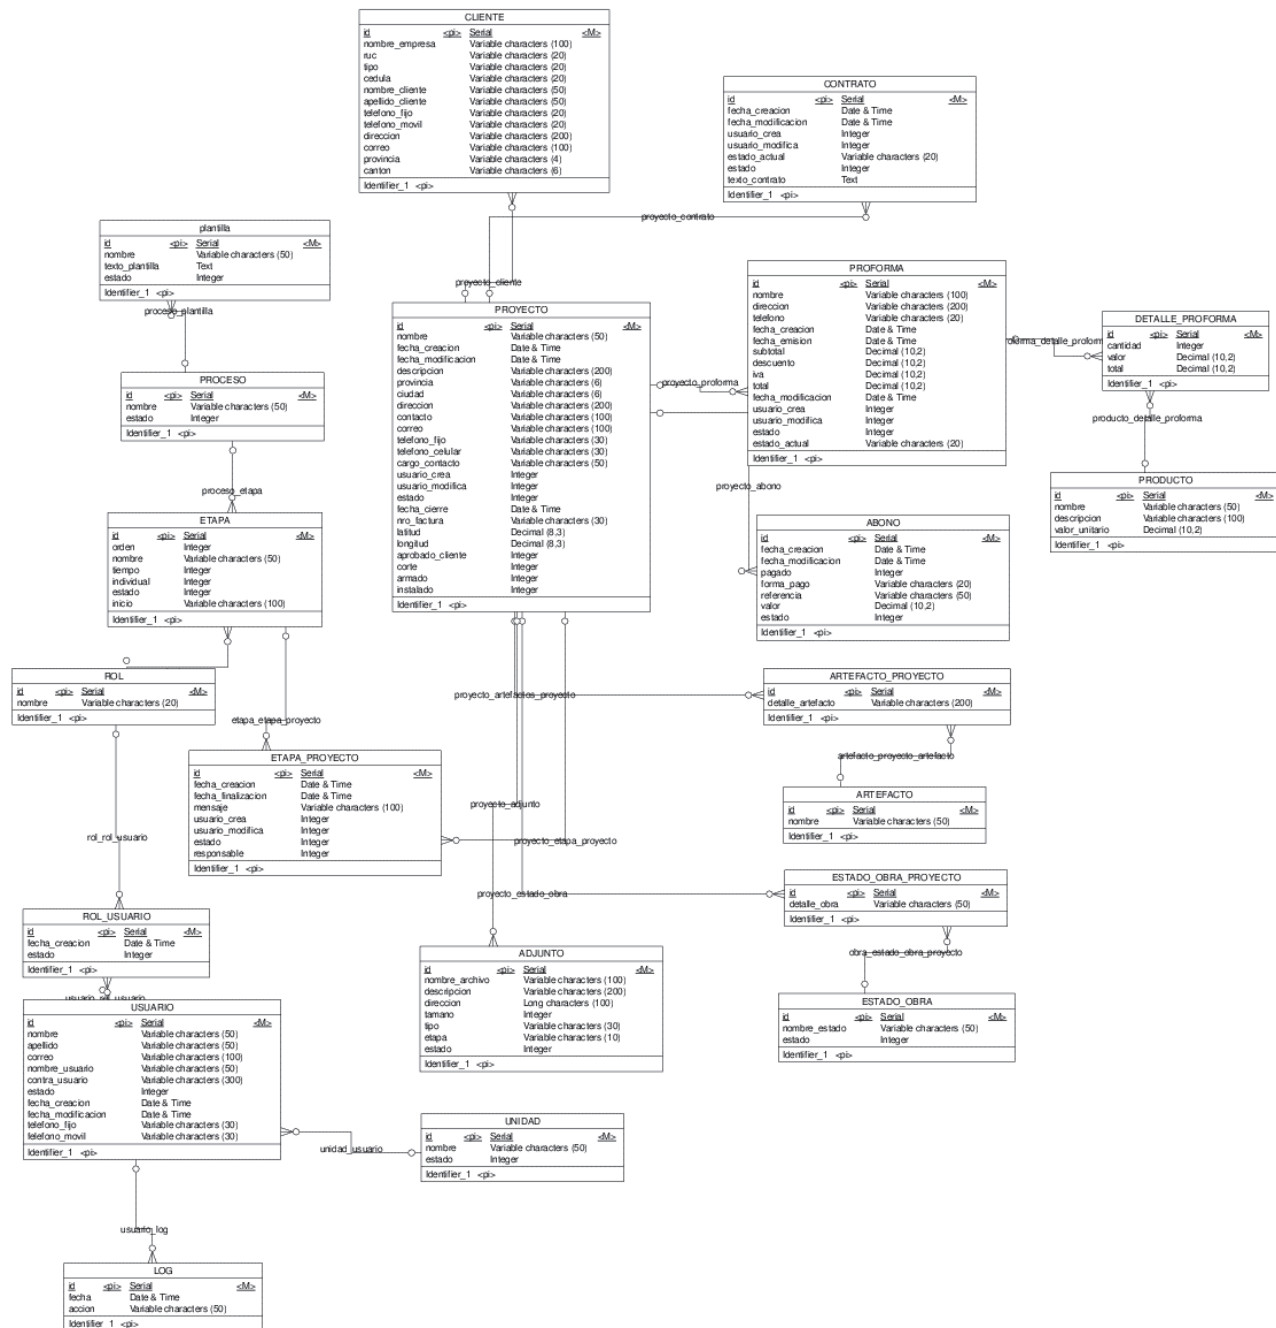 CLIENTE
id <pi> Serial <M>
nombre_empresa Variable characters (100)
ruc Variable characters (20)
tipo Variable characters (20)
cedula Variable characters (20)
nombre_cliente Variable characters (50)
apellido_cliente Variable characters (50)
telefono_fijo Variable characters (20)
telefono_movil Variable characters (20)
direccion Variable characters (200)
correo Variable characters (100)
provincia Variable characters (4)
canton Variable characters (6)
Identifier_1 <pi>
CONTRATO
id <pi> Serial <M>
fecha_creacion Date & Time
fecha_modificacion Date & Time
usuario_crea Integer
usuario_modifica Integer
estado_actual Variable characters (20)
estado Integer
texto_contrato Text
Identifier_1 <pi>
proyecto_contrato
plantilla
id <pi> Serial <M>
nombre Variable characters (50)
texto_plantilla Text
estado Integer
Identifier_1 <pi>
proceso_plantilla
proyecto_cliente
PROYECTO
id <pi> Serial <M>
nombre Variable characters (50)
fecha_creacion Date & Time
fecha_modificacion Date & Time
descripcion Variable characters (200)
provincia Variable characters (6)
ciudad Variable characters (6)
direccion Variable characters (200)
contacto Variable characters (100)
correo Variable characters (100)
telefono_fijo Variable characters (30)
telefono_celular Variable characters (30)
cargo_contacto Variable characters (50)
usuario_crea Integer
usuario_modifica Integer
estado Integer
fecha_cierre Date & Time
nro_factura Variable characters (30)
latitud Decimal (8,3)
longitud Decimal (8,3)
aprobado_cliente Integer
corte Integer
armado Integer
instalado Integer
Identifier_1 <pi>
proyecto_proforma
PROFORMA
id <pi> Serial <M>
nombre Variable characters (100)
direccion Variable characters (200)
telefono Variable characters (20)
fecha_creacion Date & Time
fecha_emision Date & Time
subtotal Decimal (10,2)
descuento Decimal (10,2)
iva Decimal (10,2)
total Decimal (10,2)
fecha_modificacion Date & Time
usuario_crea Integer
usuario_modifica Integer
estado Integer
estado_actual Variable characters (20)
Identifier_1 <pi>
oforma_detalle_proform
DETALLE_PROFORMA
id <pi> Serial <M>
cantidad Integer
valor Decimal (10,2)
total Decimal (10,2)
Identifier_1 <pi>
producto_detalle_proforma
PROCESO
id <pi> Serial <M>
nombre Variable characters (50)
estado Integer
Identifier_1 <pi>
proceso_etapa
PRODUCTO
id <pi> Serial <M>
nombre Variable characters (50)
descripcion Variable characters (100)
valor_unitario Decimal (10,2)
Identifier_1 <pi>
proyecto_abono
ETAPA
id <pi> Serial <M>
orden Integer
nombre Variable characters (50)
tiempo Integer
individual Integer
estado Integer
inicio Variable characters (100)
Identifier_1 <pi>
ABONO
id <pi> Serial <M>
fecha_creacion Date & Time
fecha_modificacion Date & Time
pagado Integer
forma_pago Variable characters (20)
referencia Variable characters (50)
valor Decimal (10,2)
estado Integer
Identifier_1 <pi>
ROL
id <pi> Serial <M>
nombre Variable characters (20)
Identifier_1 <pi>
proyecto_artefactos_proyecto
ARTEFACTO_PROYECTO
id <pi> Serial <M>
detalle_artefacto Variable characters (200)
Identifier_1 <pi>
artefacto_proyecto_artefacto
etapa_etapa_proyecto
ETAPA_PROYECTO
id <pi> Serial <M>
fecha_creacion Date & Time
fecha_finalizacion Date & Time
mensaje Variable characters (100)
usuario_crea Integer
usuario_modifica Integer
estado Integer
responsable Integer
Identifier_1 <pi>
ARTEFACTO
id <pi> Serial <M>
nombre Variable characters (50)
Identifier_1 <pi>
proyecto_adjunto
rol_rol_usuario
proyecto_etapa_proyecto
proyecto_estado_obra
ESTADO_OBRA_PROYECTO
id <pi> Serial <M>
detalle_obra Variable characters (50)
Identifier_1 <pi>
obra_estado_obra_proyecto
ROL_USUARIO
id <pi> Serial <M>
fecha_creacion Date & Time
estado Integer
Identifier_1 <pi>
usuario_rol_usuario
ADJUNTO
id <pi> Serial <M>
nombre_archivo Variable characters (100)
descripcion Variable characters (200)
direccion Long characters (100)
tamano Integer
tipo Variable characters (30)
etapa Variable characters (10)
estado Integer
Identifier_1 <pi>
ESTADO_OBRA
id <pi> Serial <M>
nombre_estado Variable characters (50)
estado Integer
Identifier_1 <pi>
USUARIO
id <pi> Serial <M>
nombre Variable characters (50)
apellido Variable characters (50)
correo Variable characters (100)
nombre_usuario Variable characters (50)
contra_usuario Variable characters (300)
estado Integer
fecha_creacion Date & Time
fecha_modificacion Date & Time
telefono_fijo Variable characters (30)
telefono_movil Variable characters (30)
Identifier_1 <pi>
unidad_usuario
UNIDAD
id <pi> Serial <M>
nombre Variable characters (50)
estado Integer
Identifier_1 <pi>
usuario_log
LOG
id <pi> Serial <M>
fecha Date & Time
accion Variable characters (50)
Identifier_1 <pi>